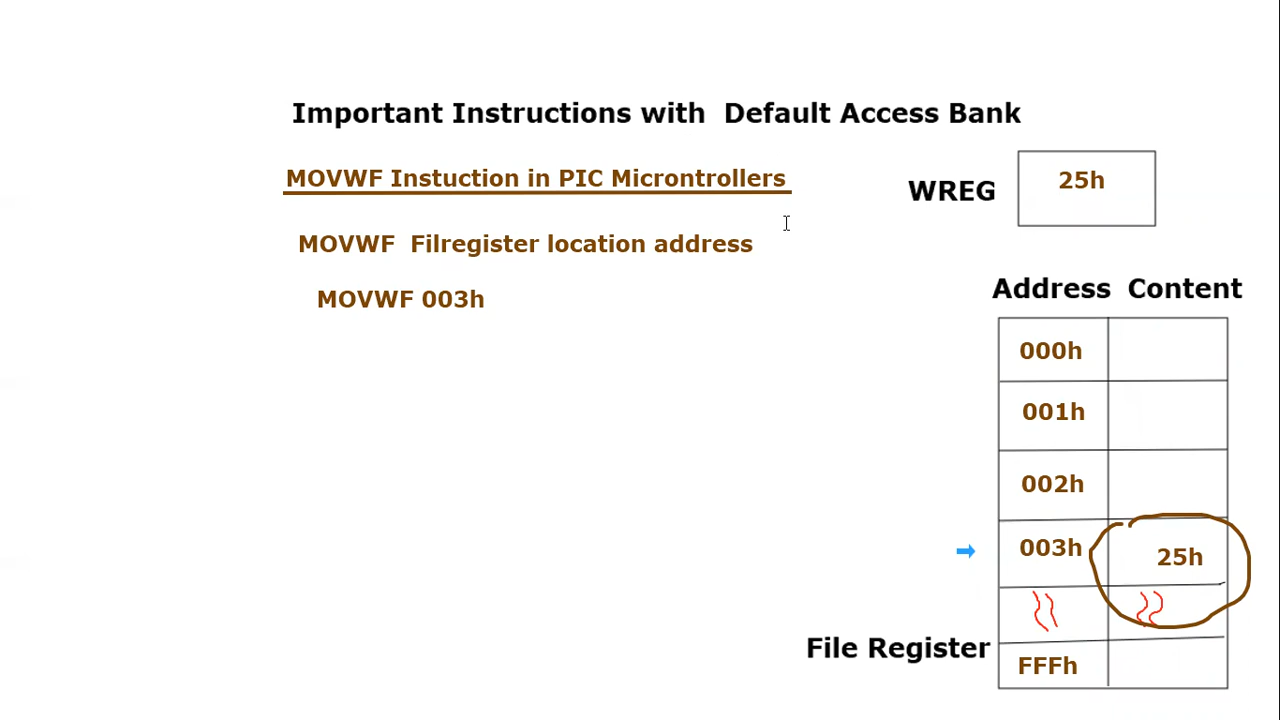 Important Instructions with Default Access Bank
MOVWF Instuction in PIC Microntrollers
WREG 25h
MOVWF Filregister location address
MOVWF 003h
Address Content
000h
001h
002h
003h 25h
File Register
FFFh